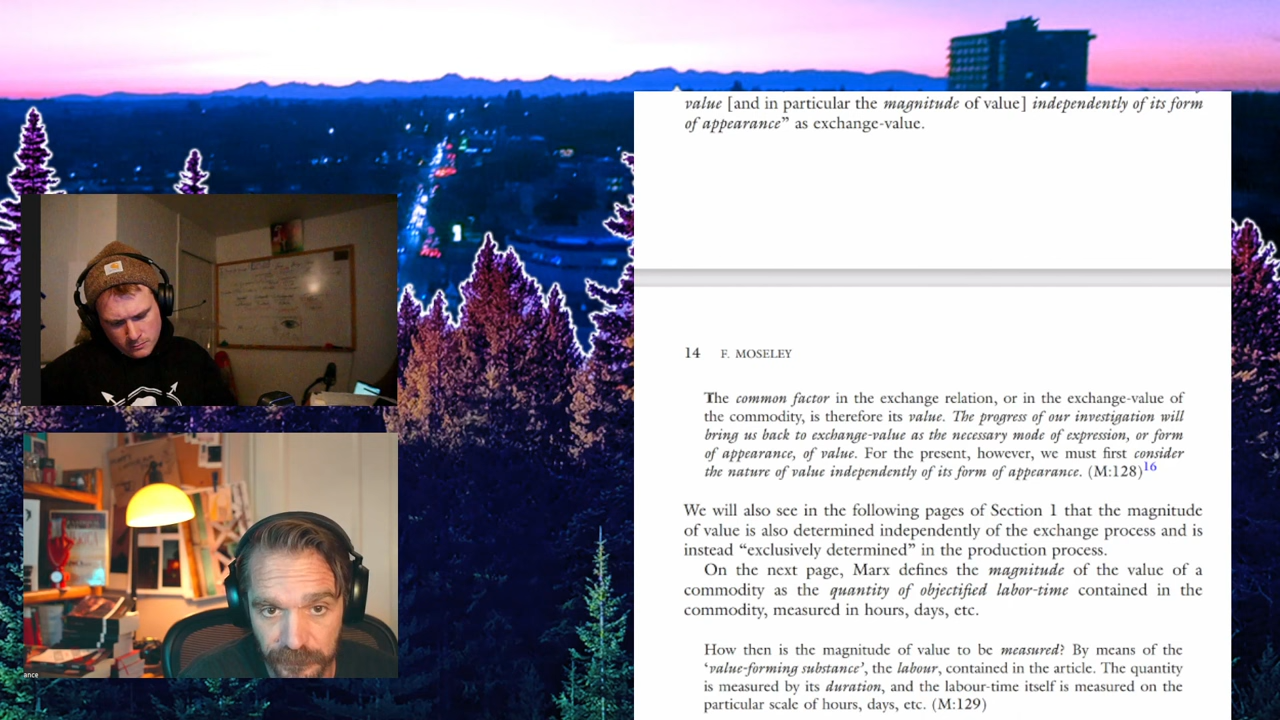 value [and in particular the magnitude of value] independently of its form
of appearance” as exchange-value.
14 F. MOSELEY
The common factor in the exchange relation, or in the exchange-value of
the commodity, is therefore its value. The progress of our investigation will
bring us back to exchange-value as the necessary mode of expression, or form
of appearance, of value. For the present, however, we must first consider
the nature of value independently of its form of appearance. (M:128)16
We will also see in the following pages of Section 1 that the magnitude
of value is also determined independently of the exchange process and is
instead “exclusively determined” in the production process.
On the next page, Marx defines the magnitude of the value of a
commodity as the quantity of objectified labor-time contained in the
commodity, measured in hours, days, etc.
How then is the magnitude of value to be measured? By means of the
‘value-forming substance’, the labour, contained in the article. The quantity
is measured by its duration, and the labour-time itself is measured on the
particular scale of hours, days, etc. (M:129)
ance